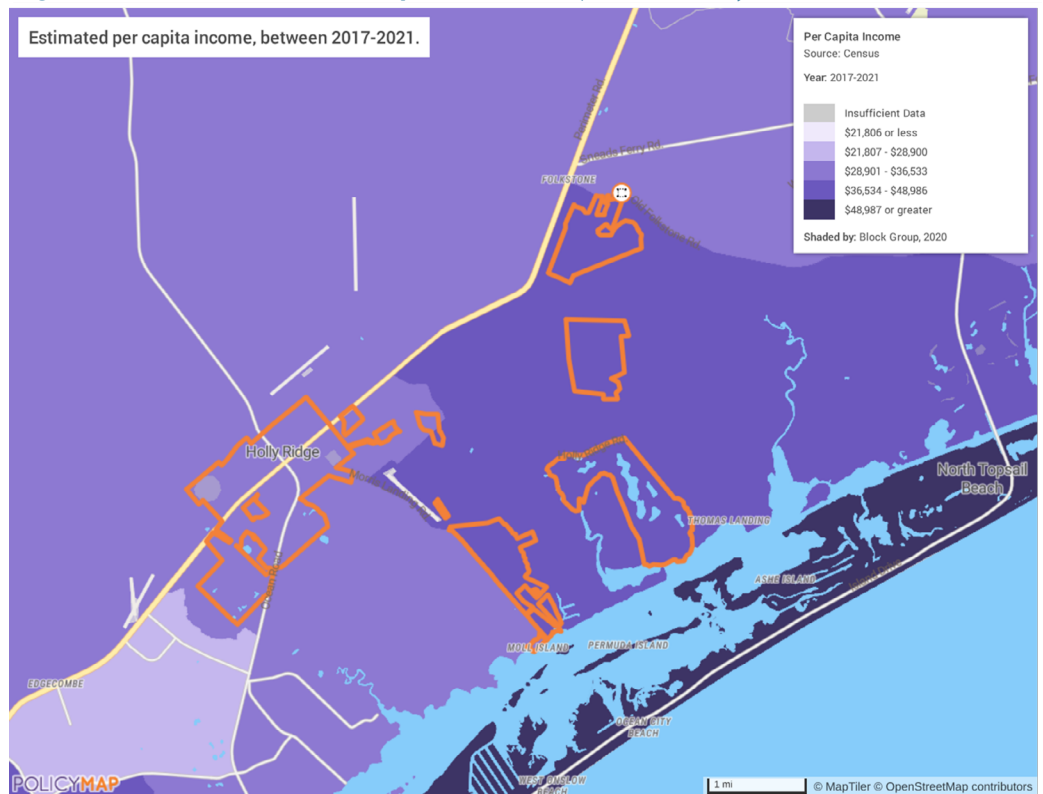 Estimated per capita income, between 2017-2021.
Per Capita Income
Source: Census
Year: 2017-2021
Insufficient Data
$21,806 or less
$21,807 - $28,900
$28,901 - $36,533
$36,534 - $48,986
$48,987 or greater
Shaded by: Block Group, 2020
FOLKSTONE
Holly Ridge
North Topsail
Beach
THOMAS LANDING
ASHE ISLAND
Island Drive
MOLL ISLAND
PERMUDA ISLAND
EDGECOMBE
OCEAN CITY
BEACH
WEST ONSLOW
BEACH
POLICYMAP
1 mi
© MapTiler © OpenStreetMap contributors